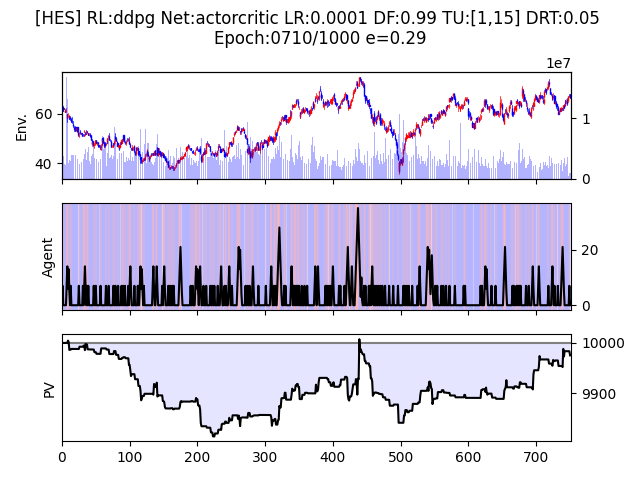 [HES] RL:ddpg Net:actorcritic LR:0.0001 DF:0.99 TU:[1,15] DRT:0.05
Epoch:0710/1000 e=0.29
1e7
Env.
60
40
1
0
Agent
20
0
PV
10000
9900
0 100 200 300 400 500 600 700